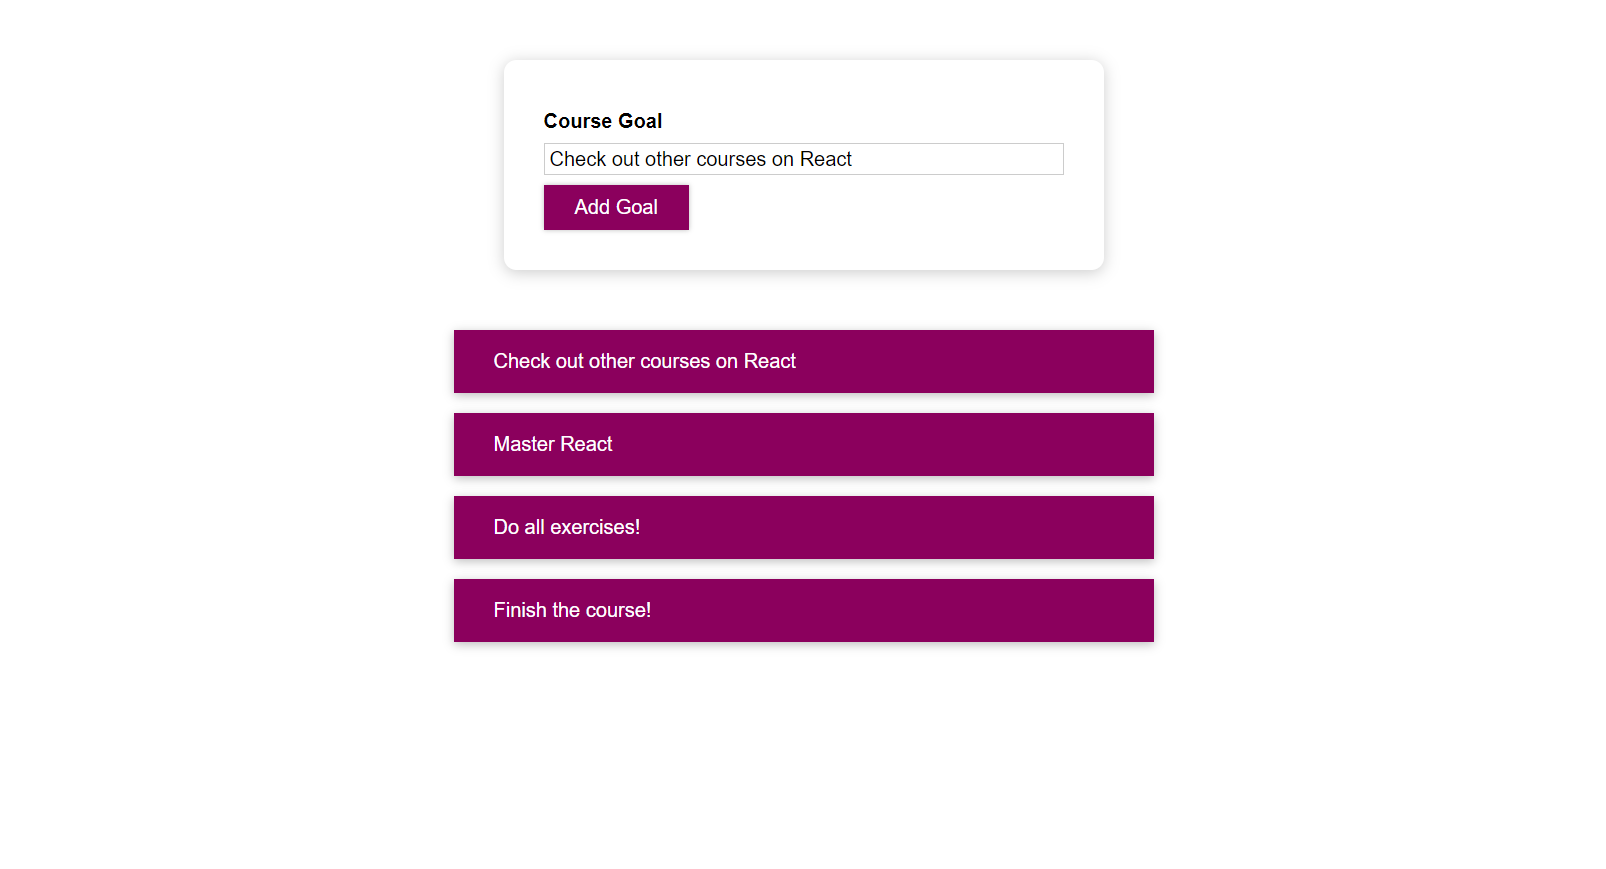 Course Goal
Check out other courses on React
Add Goal
Check out other courses on React
Master React
Do all exercises!
Finish the course!